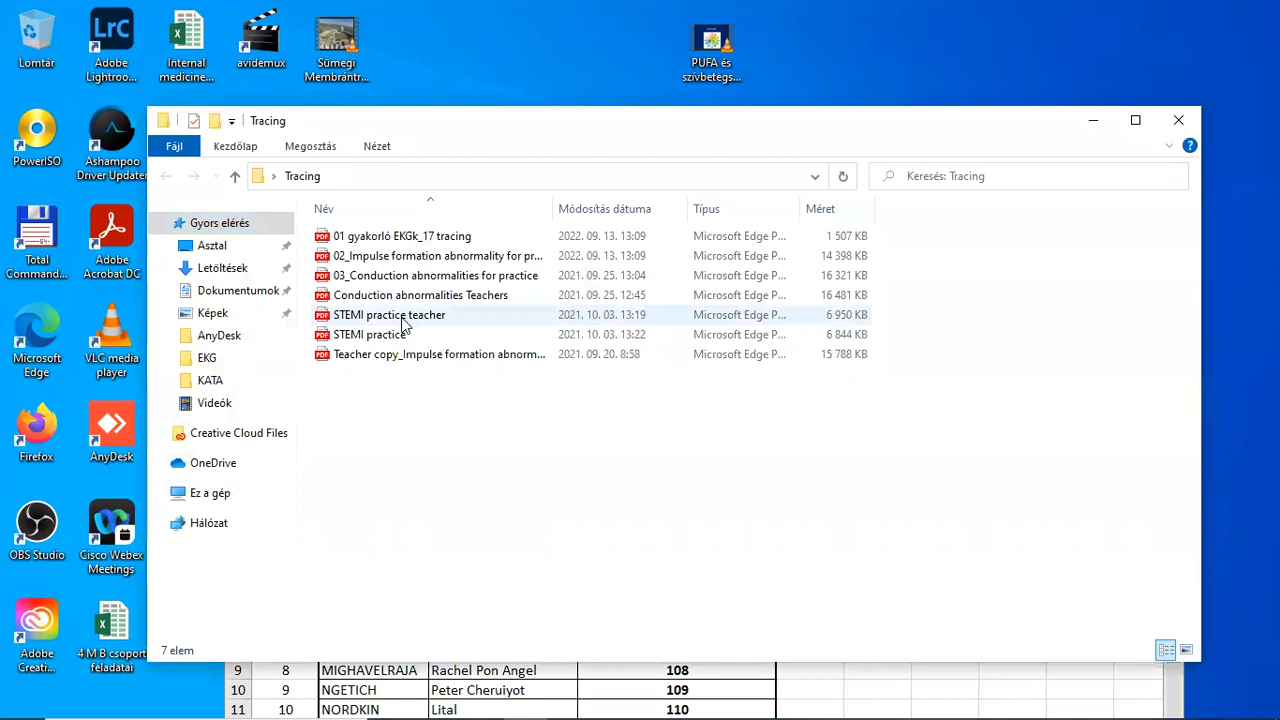 Lomtár
Adobe
Lightroo...
Internal
medicine...
avidemux
Sümegi
Membrántr...
PUFA és
szívbetegs...
PowerISO
Ashampoo
Driver Updater
Total
Comman...
Adobe
Acrobat DC
Microsoft
Edge
VLC media
player
Firefox
AnyDesk
OBS Studio
Cisco Webex
Meetings
Adobe
Creati...
4 M B csoport
feladatai
Tracing
Fájl
Kezdőlap
Megosztás
Nézet
Tracing
Keresés: Tracing
Gyors elérés
Asztal
Letöltések
Dokumentumok
Képek
AnyDesk
EKG
KATA
Videók
Creative Cloud Files
OneDrive
Ez a gép
Hálózat
Név Módosítás dátuma Típus Méret
01 gyakorló EKGk_17 tracing 2022. 09. 13. 13:09 Microsoft Edge P... 1 507 KB
02_Impulse formation abnormality for pr... 2022. 09. 13. 13:09 Microsoft Edge P... 14 398 KB
03_Conduction abnormalities for practice 2021. 09. 25. 13:04 Microsoft Edge P... 16 321 KB
Conduction abnormalities Teachers 2021. 09. 25. 12:45 Microsoft Edge P... 16 481 KB
STEMI practice teacher 2021. 10. 03. 13:19 Microsoft Edge P... 6 950 KB
STEMI practice 2021. 10. 03. 13:22 Microsoft Edge P... 6 844 KB
Teacher copy_Impulse formation abnorm... 2021. 09. 20. 8:58 Microsoft Edge P... 15 788 KB
7 elem
9 8 MIGHAVELRAJA Rachel Pon Angel 108
10 9 NGETICH Peter Cheruiyot 109
11 10 NORDKIN Lital 110